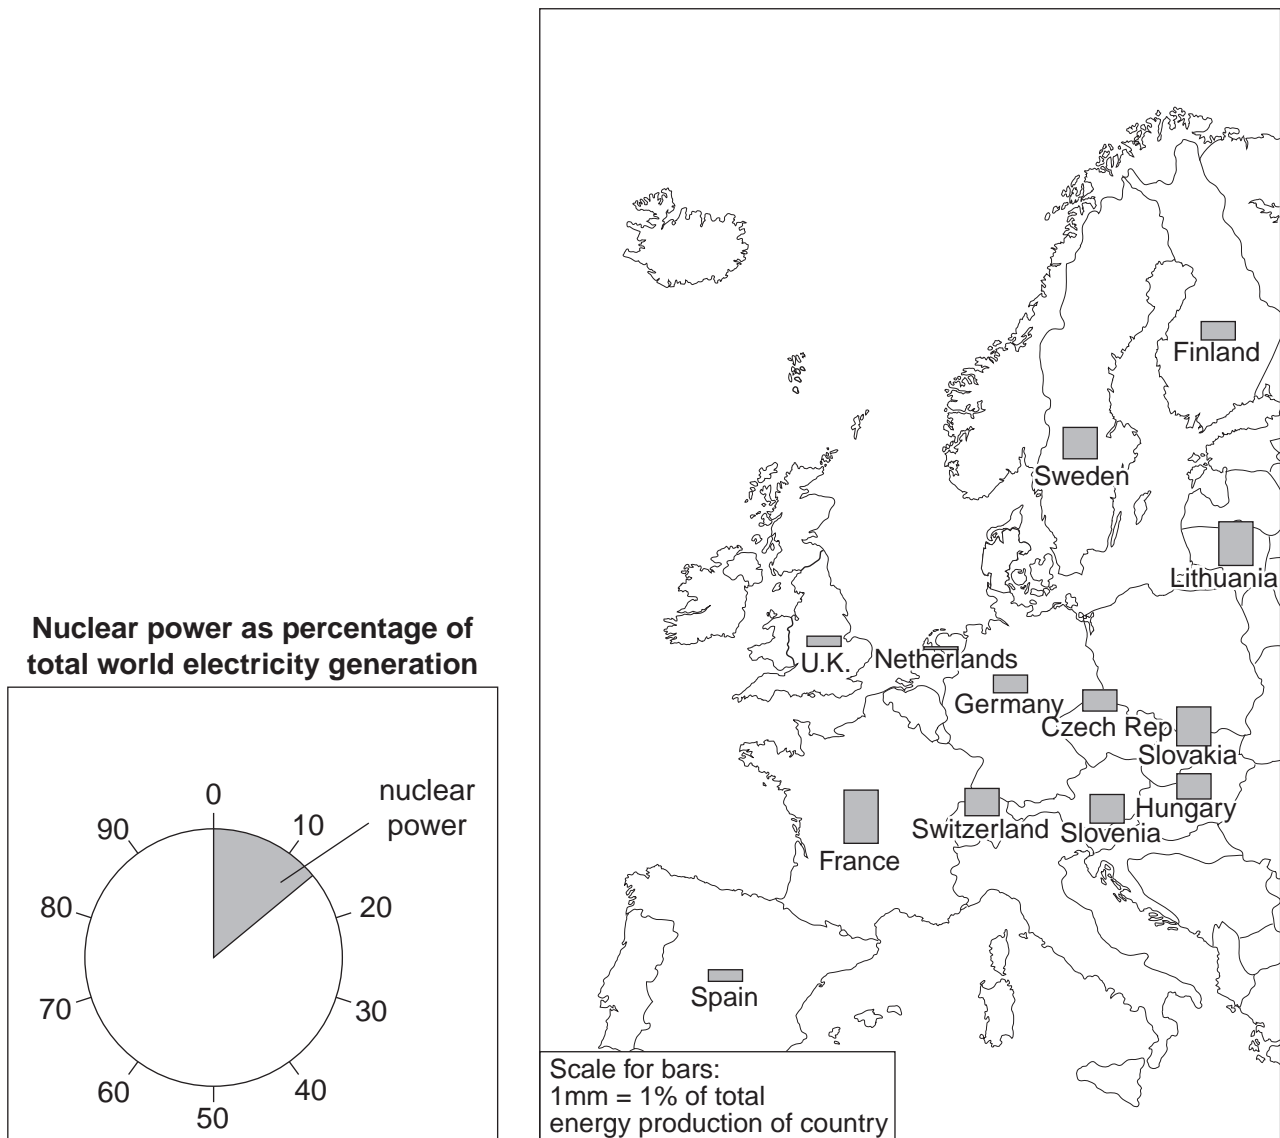 Nuclear power as percentage of
total world electricity generation
0
10
20
30
40
50
60
70
80
90
nuclear
power
Finland
Sweden
Lithuania
U.K.
Netherlands
Germany
Czech Rep
Slovakia
Hungary
Switzerland
Slovenia
France
Spain
Scale for bars:
1mm = 1% of total
energy production of country